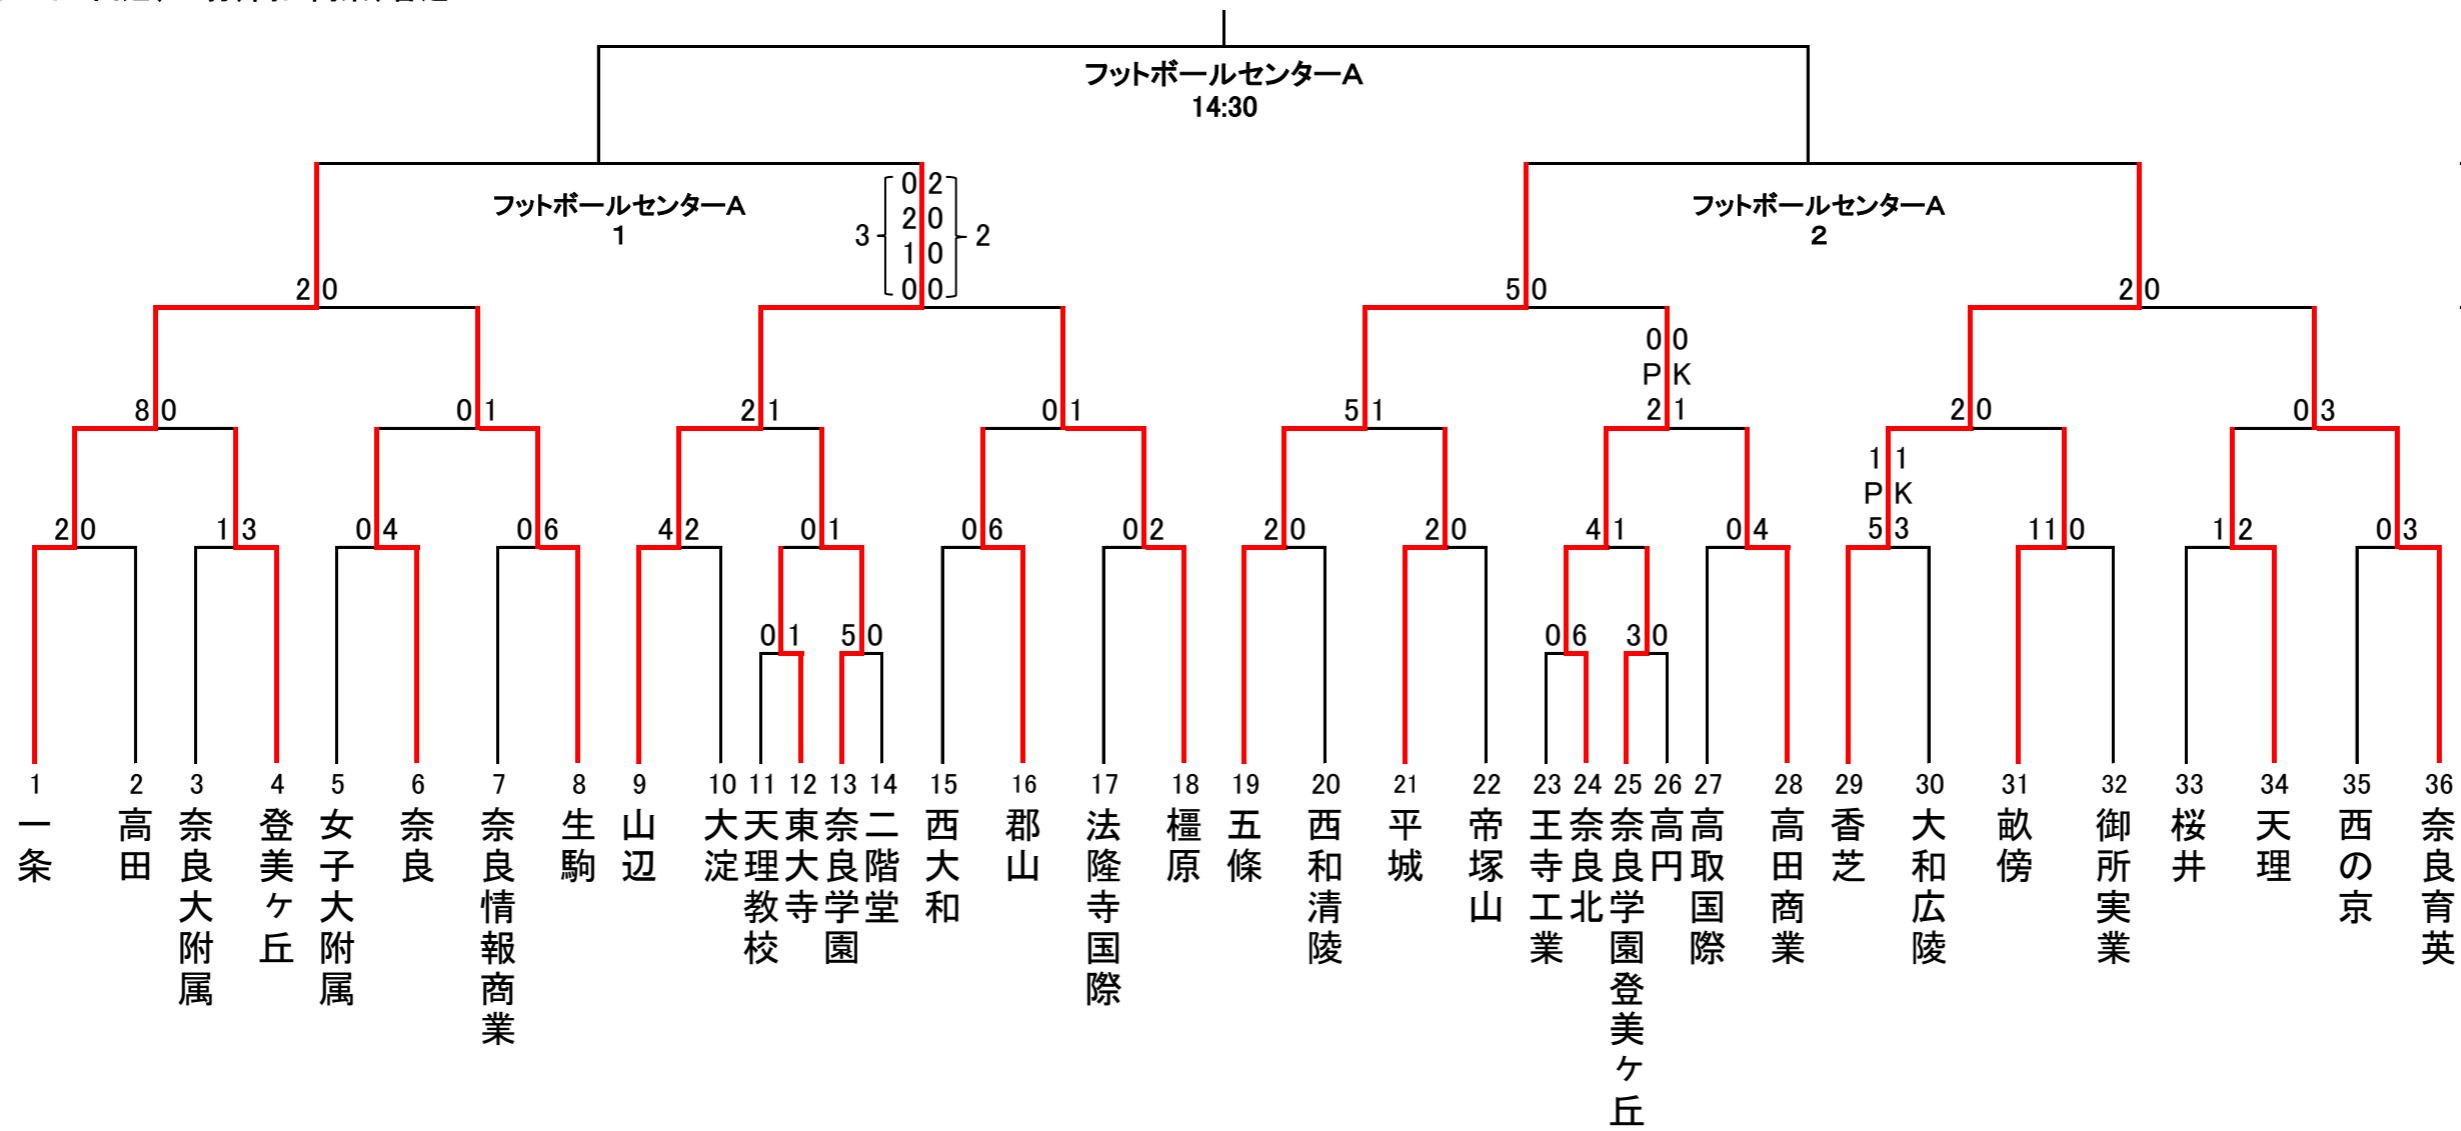 フットボールセンターA
14:30
フットボールセンターA
1
0 2
2 0
3 1 0 2
0 0
フットボールセンターA
2
2 0
5 0
2 0
0 0
P K
8 0
0 1
2 1
0 1
5 1
2 1
2 0
0 3
1 1
P K
2 0
1 3
0 4
0 6
4 2
0 1
0 6
0 2
2 0
2 0
4 1
0 4
5 3
11 0
1 2
0 3
0 1
5 0
0 6
3 0
1 一条
2 高田
3 奈良大附属
4 登美ヶ丘
5 女子大附属
6 奈良
7 奈良情報商業
8 生駒
9 山辺
10 大淀
11 天理教校
12 東大寺
13 奈良学園
14 二階堂
15 西大和
16 郡山
17 法隆寺国際
18 橿原
19 五條
20 西和清陵
21 平城
22 帝塚山
23 王寺工業
24 奈良北
25 奈良学園登美ヶ丘
26 高円
27 高取国際
28 高田商業
29 香芝
30 大和広陵
31 畝傍
32 御所実業
33 桜井
34 天理
35 西の京
36 奈良育英